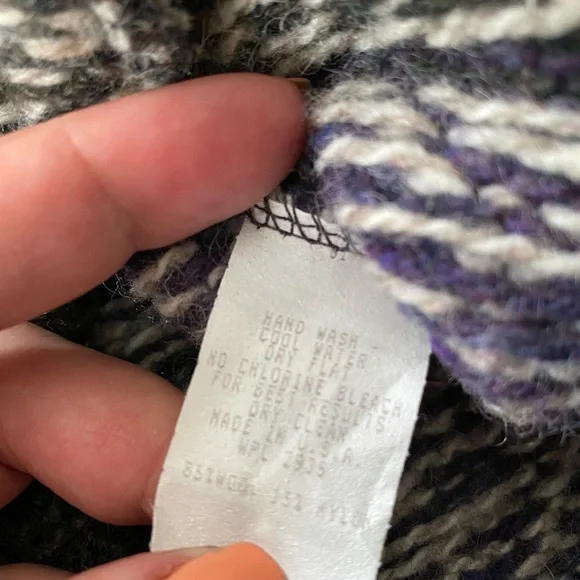 HAND WASH
COOL WATER
DRY FLAT
NO CHLORINE BLEACH
FOR BEST RESULTS
DRY CLEAN
MADE IN U.S.A.
WPL 2935
85%WOOL 15% NYLON